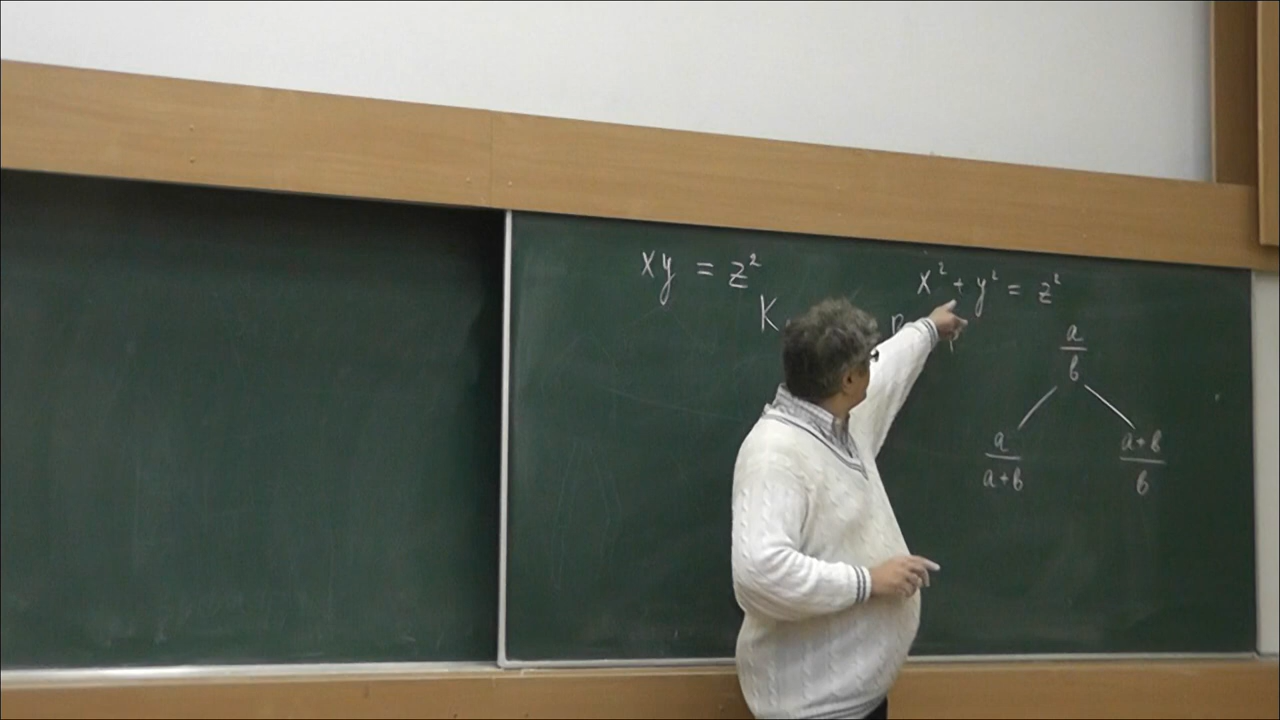 xy = z²
x² + y² = z²
K
a/b
a/(a+b)
(a+b)/b